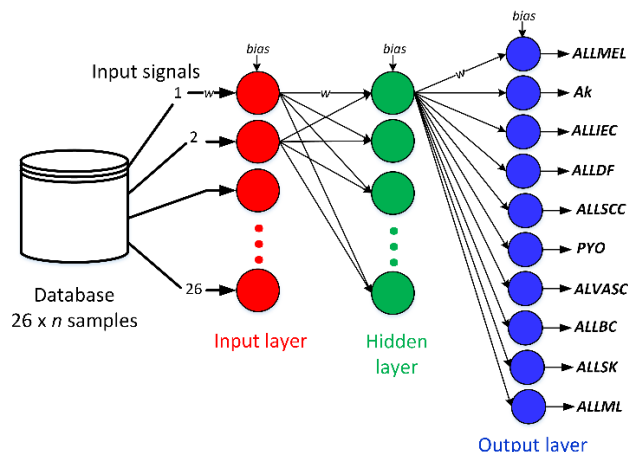 bias
bias
bias
Input signals
1
w
w
w
2
26
Database
26 x n samples
Input layer
Hidden
layer
ALLMEL
Ak
ALLIEC
ALLDF
ALLSCC
PYO
ALVASC
ALLBC
ALLSK
ALLML
Output layer